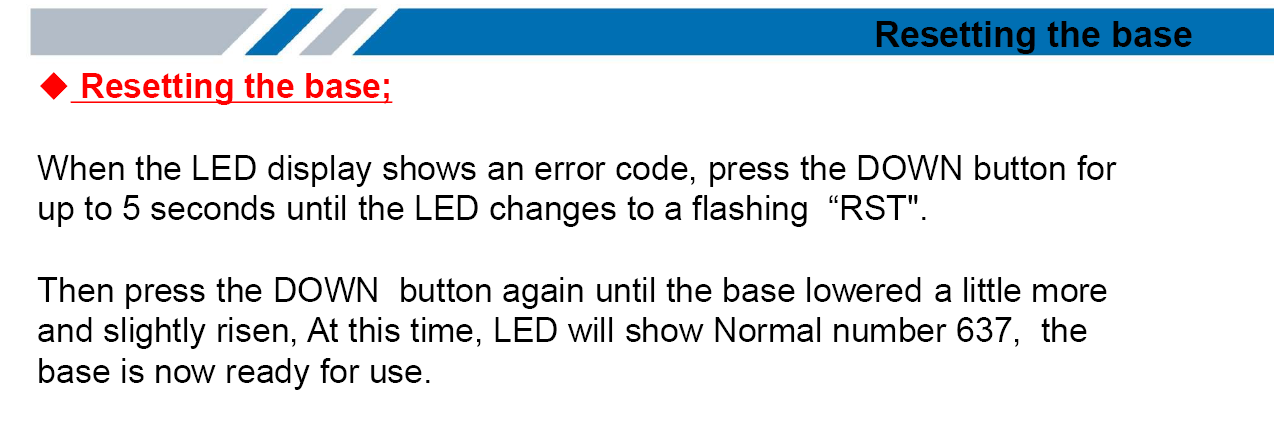 Resetting the base
◆ Resetting the base;
When the LED display shows an error code, press the DOWN button for
up to 5 seconds until the LED changes to a flashing  “RST".
Then press the DOWN  button again until the base lowered a little more
and slightly risen, At this time, LED will show Normal number 637,  the
base is now ready for use.